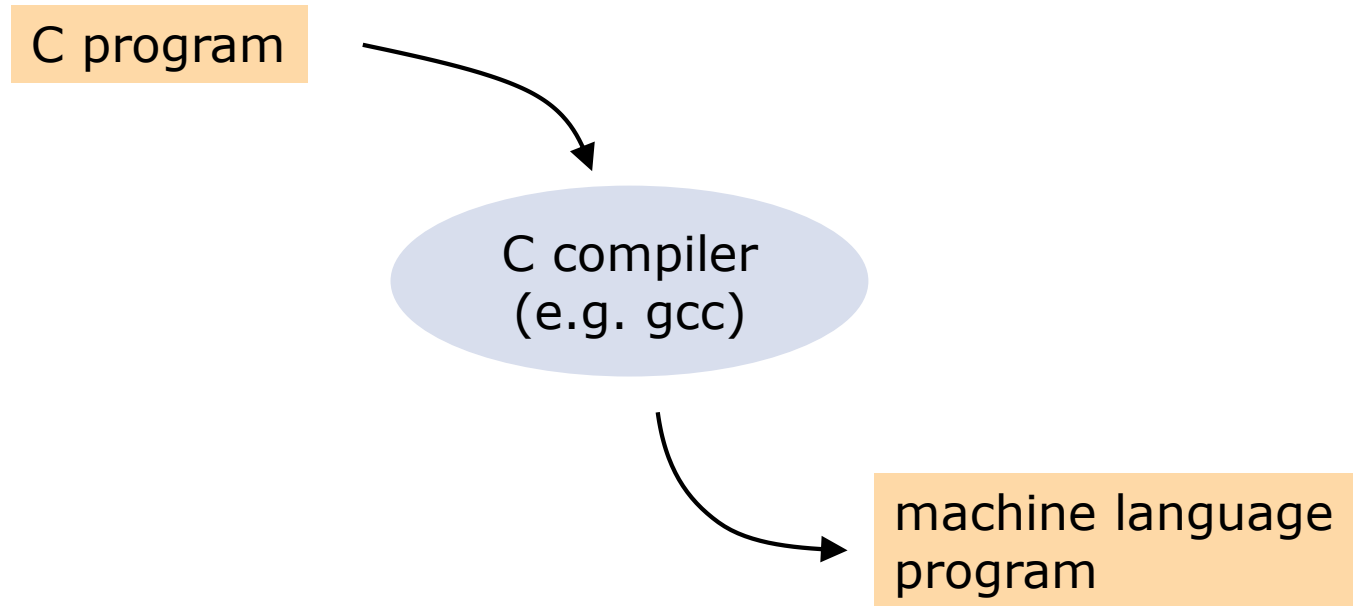 C program
C compiler
(e.g. gcc)
machine language
program